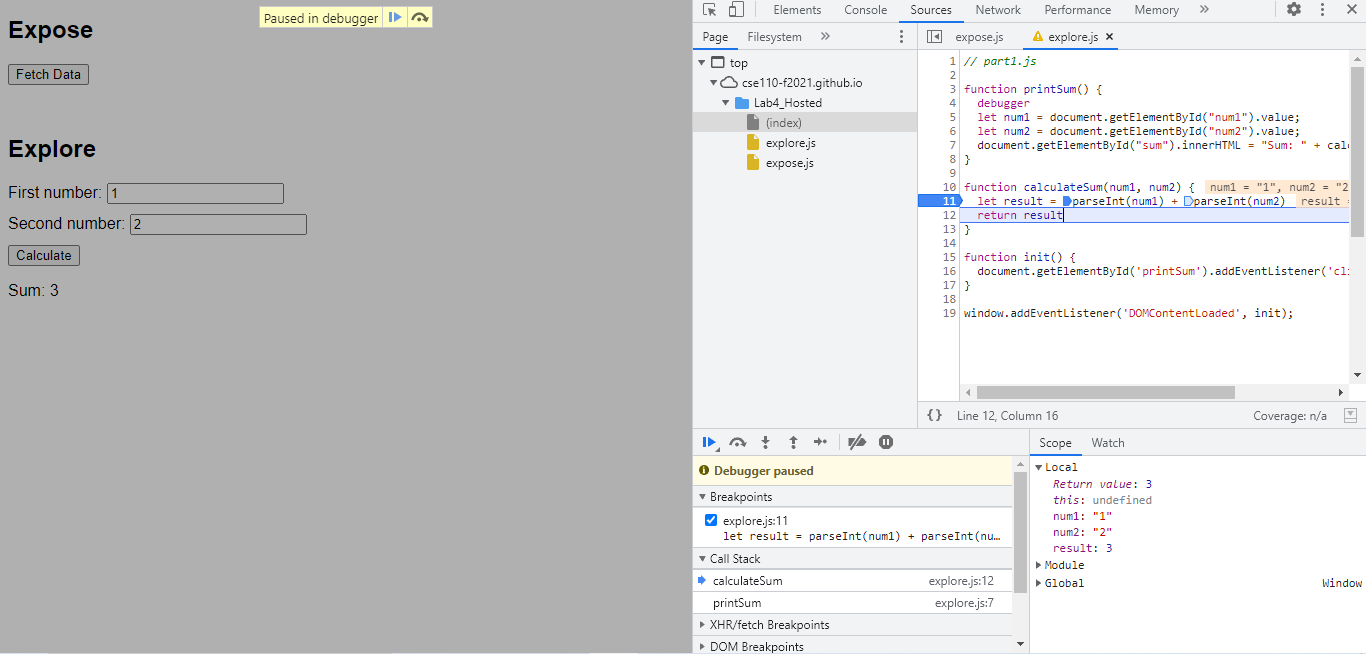 Paused in debugger
Expose
Fetch Data
Explore
First number: 1
Second number: 2
Calculate
Sum: 3
Elements Console Sources Network Performance Memory »
Page Filesystem »
expose.js explore.js ×
top
cse110-f2021.github.io
Lab4_Hosted
(index)
explore.js
expose.js
1 // part1.js
2
3 function printSum() {
4 debugger
5 let num1 = document.getElementById("num1").value;
6 let num2 = document.getElementById("num2").value;
7 document.getElementById("sum").innerHTML = "Sum: " + calc
8 }
9
10 function calculateSum(num1, num2) { num1 = "1", num2 = "2
11 let result = parseInt(num1) + parseInt(num2) result =
12 return result
13 }
14
15 function init() {
16 document.getElementById('printSum').addEventListener('cli
17 }
18
19 window.addEventListener('DOMContentLoaded', init);
{} Line 12, Column 16 Coverage: n/a
Debugger paused
Breakpoints
explore.js:11
let result = parseInt(num1) + parseInt(nu…
Call Stack
calculateSum explore.js:12
printSum explore.js:7
XHR/fetch Breakpoints
DOM Breakpoints
Scope Watch
Local
Return value: 3
this: undefined
num1: "1"
num2: "2"
result: 3
Module
Global Window